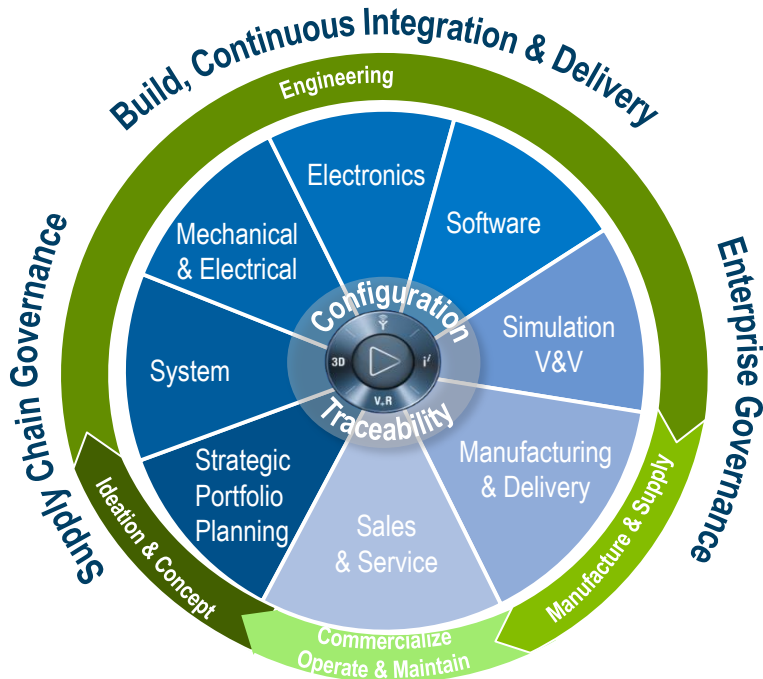 Build, Continuous Integration & Delivery
Engineering
Electronics
Software
Mechanical
& Electrical
Supply Chain Governance
Enterprise Governance
Configuration
3D
i
V+R
Traceability
Simulation
V&V
System
Strategic
Portfolio
Planning
Manufacturing
& Delivery
Sales
& Service
Ideation & Concept
Manufacture & Supply
Commercialize
Operate & Maintain